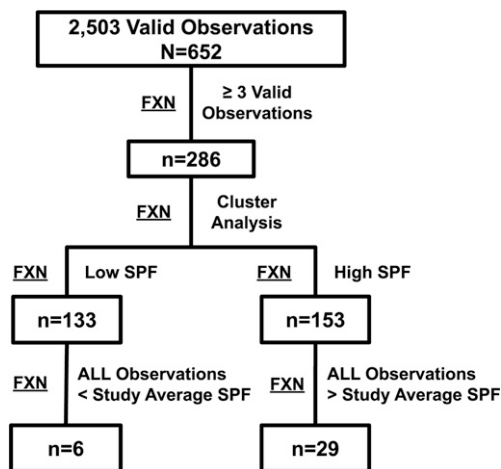 2,503 Valid Observations
N=652
FXN
≥ 3 Valid
Observations
n=286
FXN
Cluster
Analysis
FXN
Low SPF
FXN
High SPF
n=133
n=153
FXN
ALL Observations
< Study Average SPF
FXN
ALL Observations
> Study Average SPF
n=6
n=29